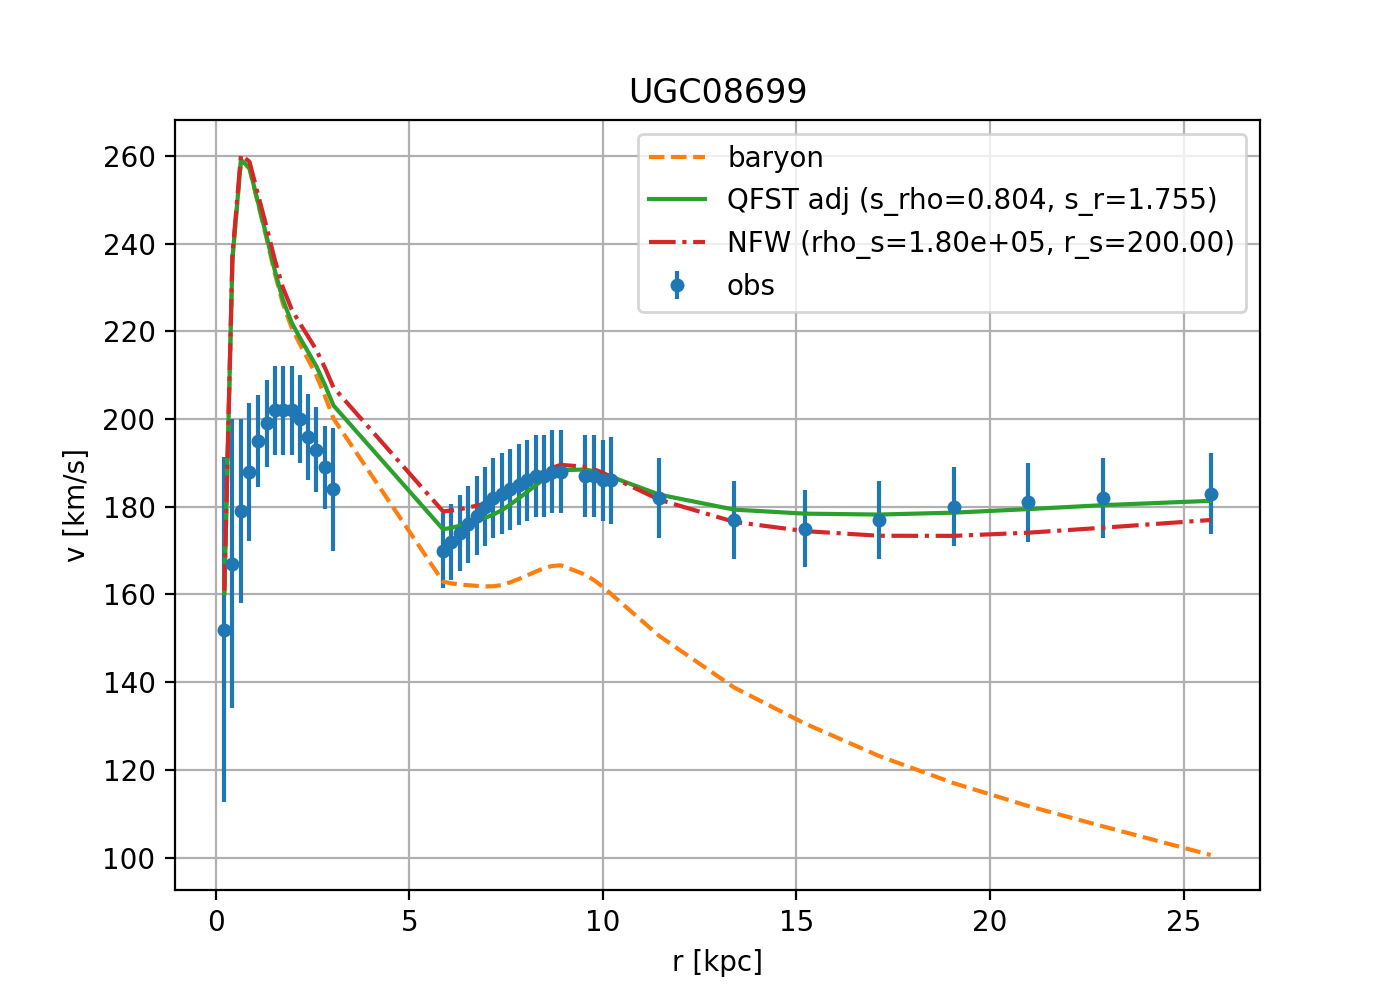 UGC08699
v [km/s]
260
240
220
200
180
160
140
120
100
baryon
QFST adj (s_rho=0.804, s_r=1.755)
NFW (rho_s=1.80e+05, r_s=200.00)
obs
0 5 10 15 20 25
r [kpc]